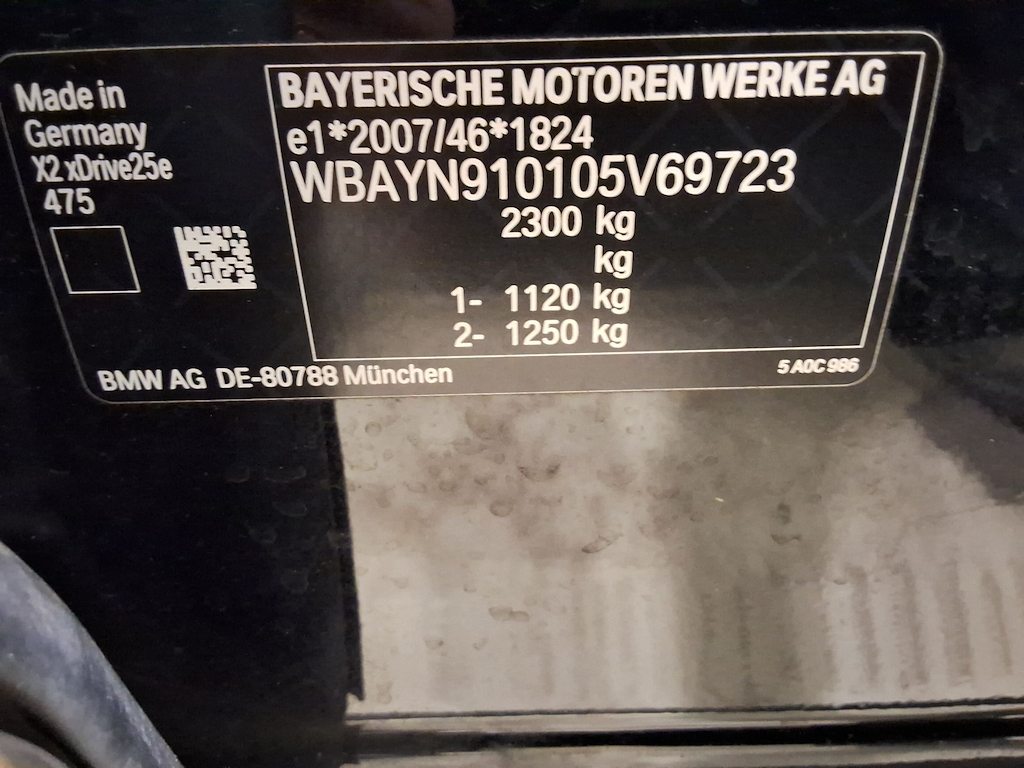 Made in
Germany
X2 xDrive25e
475
BAYERISCHE MOTOREN WERKE AG
e1*2007/46*1824
WBAYN910105V69723
2300 kg
kg
1- 1120 kg
2- 1250 kg
BMW AG DE-80788 München
5 A0C 986